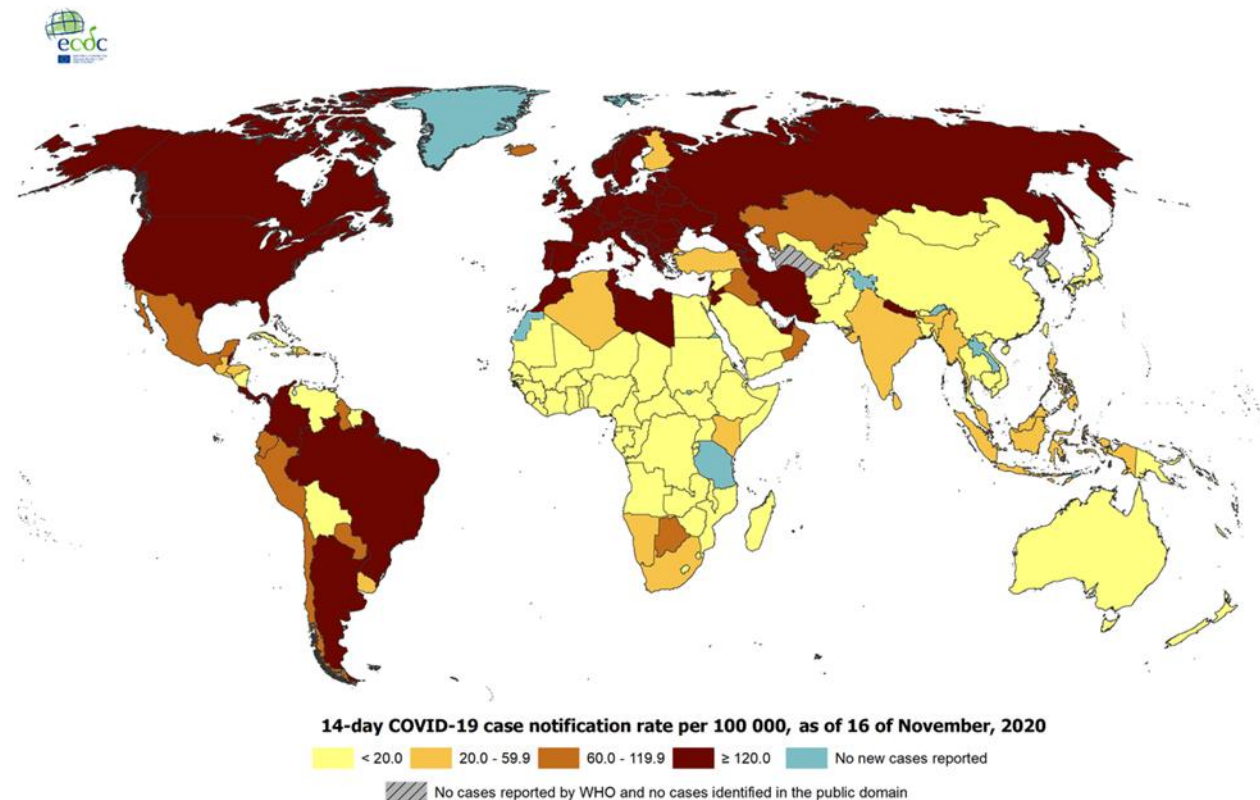 ecdc
14-day COVID-19 case notification rate per 100 000, as of 16 of November, 2020
< 20.0 20.0 - 59.9 60.0 - 119.9 ≥ 120.0 No new cases reported
No cases reported by WHO and no cases identified in the public domain